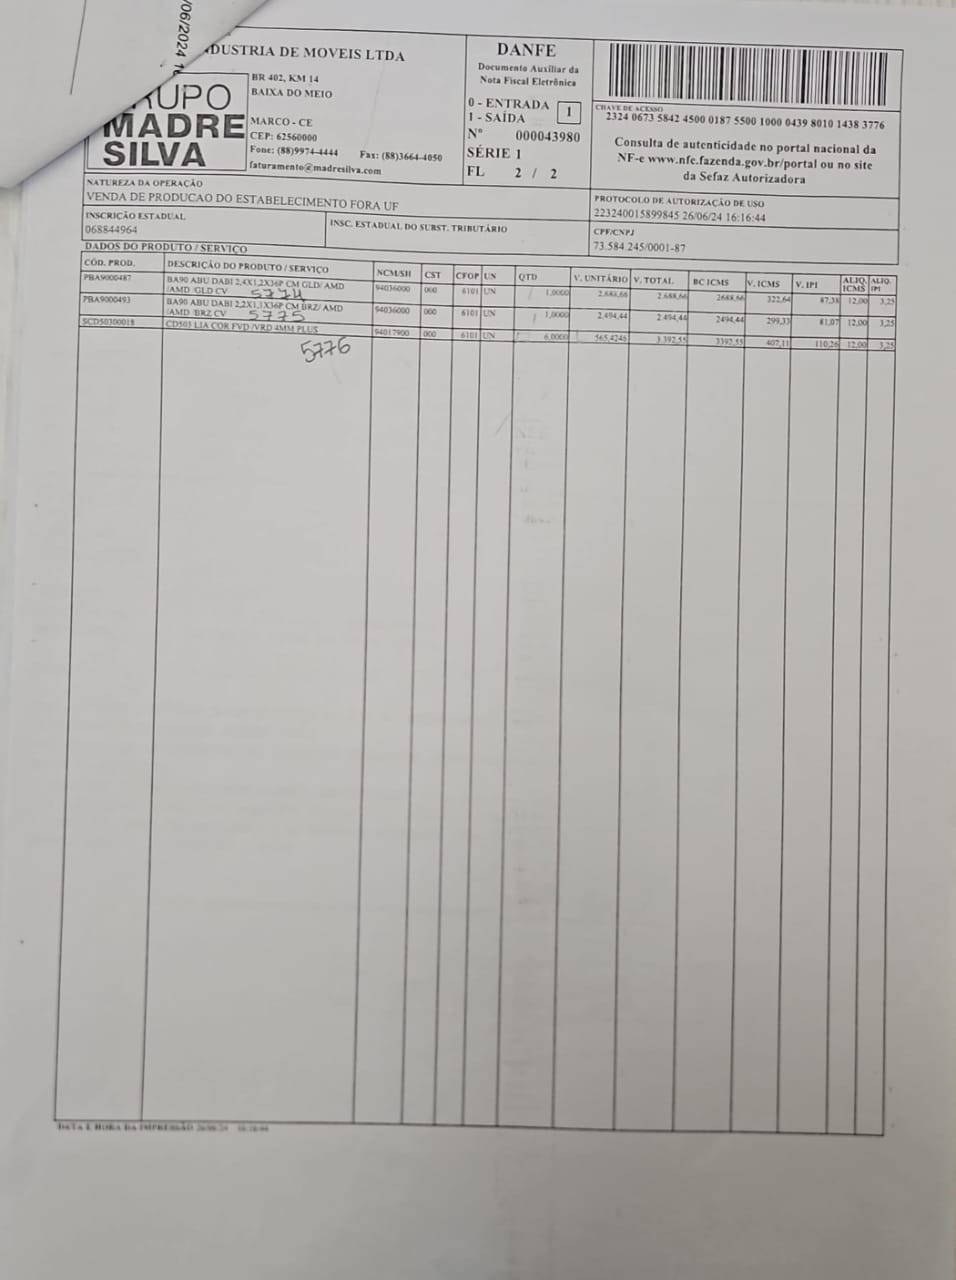 /06/2024
DUSTRIA DE MOVEIS LTDA
RUPO
MADRE
SILVA
BR 402, KM 14
BAIXA DO MEIO
MARCO - CE
CEP: 62560000
Fone: (88)9974-4444 Fax: (88)3664-4050
faturamento@madresilva.com
DANFE
Documento Auxiliar da
Nota Fiscal Eletrônica
0 - ENTRADA
1 - SAÍDA
1
Nº 000043980
SÉRIE 1
FL 2 / 2
CHAVE DE ACESSO
2324 0673 5842 4500 0187 5500 1000 0439 8010 1438 3776
Consulta de autenticidade no portal nacional da
NF-e www.nfe.fazenda.gov.br/portal ou no site
da Sefaz Autorizadora
NATUREZA DA OPERAÇÃO
VENDA DE PRODUCAO DO ESTABELECIMENTO FORA UF
PROTOCOLO DE AUTORIZAÇÃO DE USO
223240015899845 26/06/24 16:16:44
INSCRIÇÃO ESTADUAL
068844964
INSC. ESTADUAL DO SUBST. TRIBUTÁRIO
CPF/CNPJ
73.584.245/0001-87
DADOS DO PRODUTO / SERVIÇO
CÓD. PROD. DESCRIÇÃO DO PRODUTO / SERVIÇO NCM/SH CST CFOP UN QTD V. UNITÁRIO V. TOTAL BC ICMS V. ICMS V. IPI ALIQ. ICMS ALIQ. IPI
PBA9000487 BA90 ABU DABI 2,4X1,2X36P CM GLD/ AMD 94036000 000 6101 UN 1,0000 2.688,66 2.688,66 2688,66 322,64 87,38 12,00 3,25
/AMD /GLD CV 5774
PBA9000493 BA90 ABU DABI 2,2X1,1X36P CM BRZ/ AMD 94036000 000 6101 UN 1,0000 2.494,44 2.494,44 2494,44 299,33 81,07 12,00 3,25
/AMD /BRZ CV 5775
SCD50300018 CD503 LIA COR FVD /VRD 4MM PLUS 94017900 000 6101 UN 6,0000 565,4246 3.392,55 3392,55 407,11 110,26 12,00 3,25
5776
DATA E HORA DA IMPRESSÃO